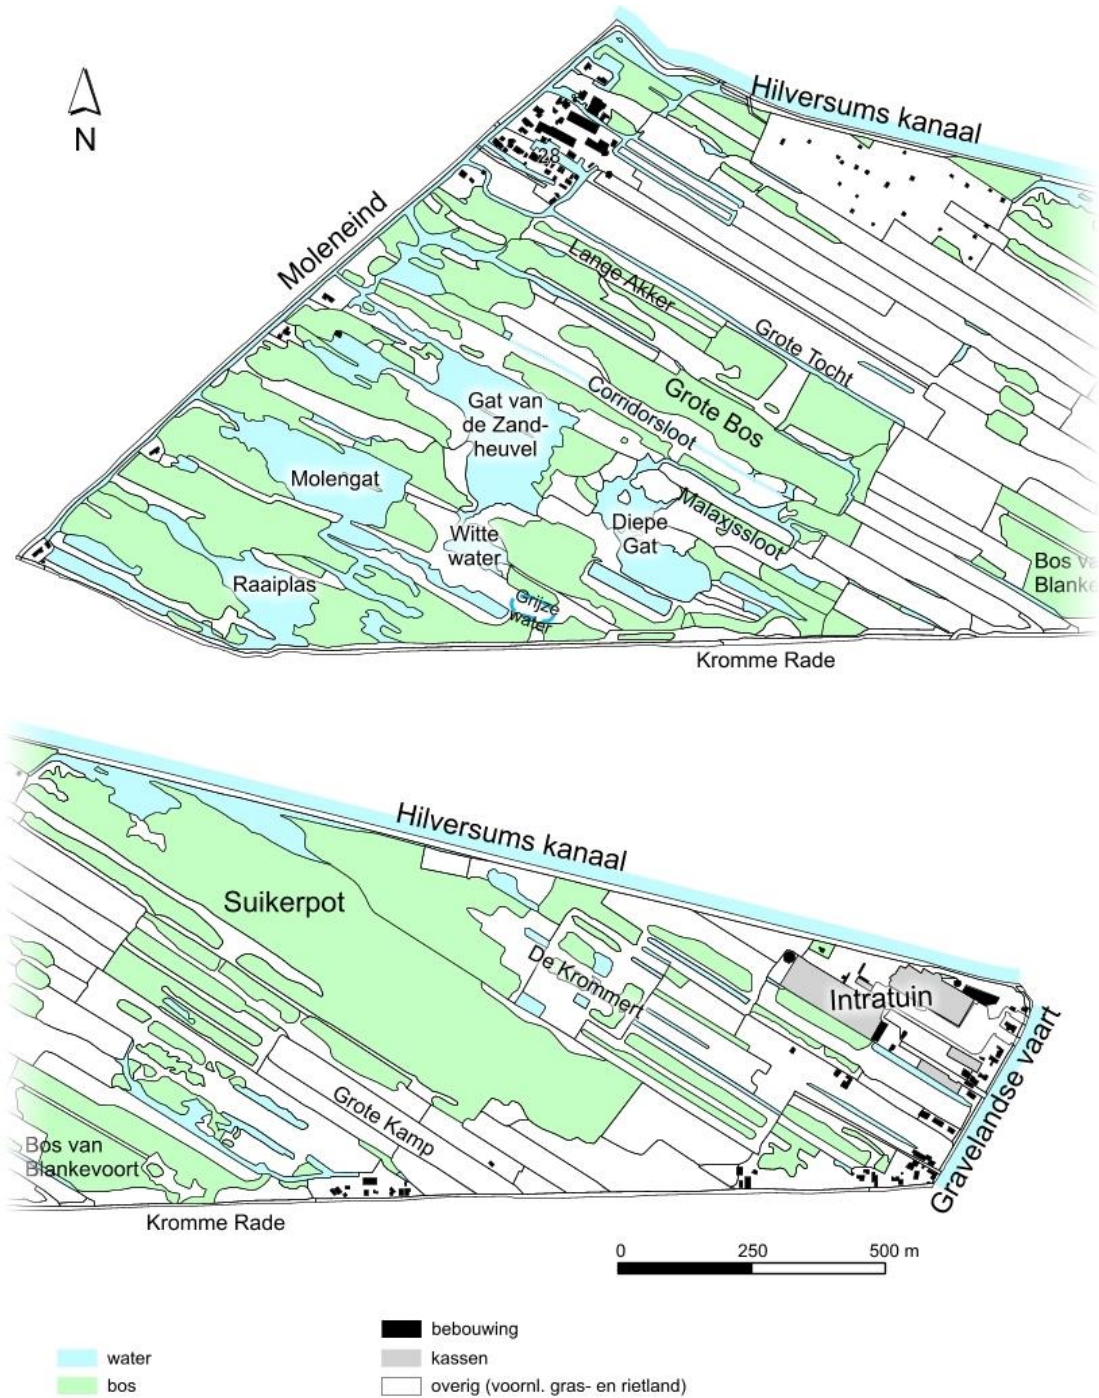 Hilversums kanaal
N
28
Moleneind
Lange Akker
Grote Tocht
Corridorsloot
Grote Bos
Gat van
de Zand-
heuvel
Molengat
Malaxissloot
Diepe
Gat
Witte
water
Bos va
Blanke
Raaiplas
Grijze
water
Kromme Rade
Hilversums kanaal
Suikerpot
De Krommert
Intratuin
Gravelandse vaart
Grote Kamp
Bos van
Blankevoort
Kromme Rade
0 250 500 m
bebouwing
water
kassen
bos
overig (voornl. gras- en rietland)